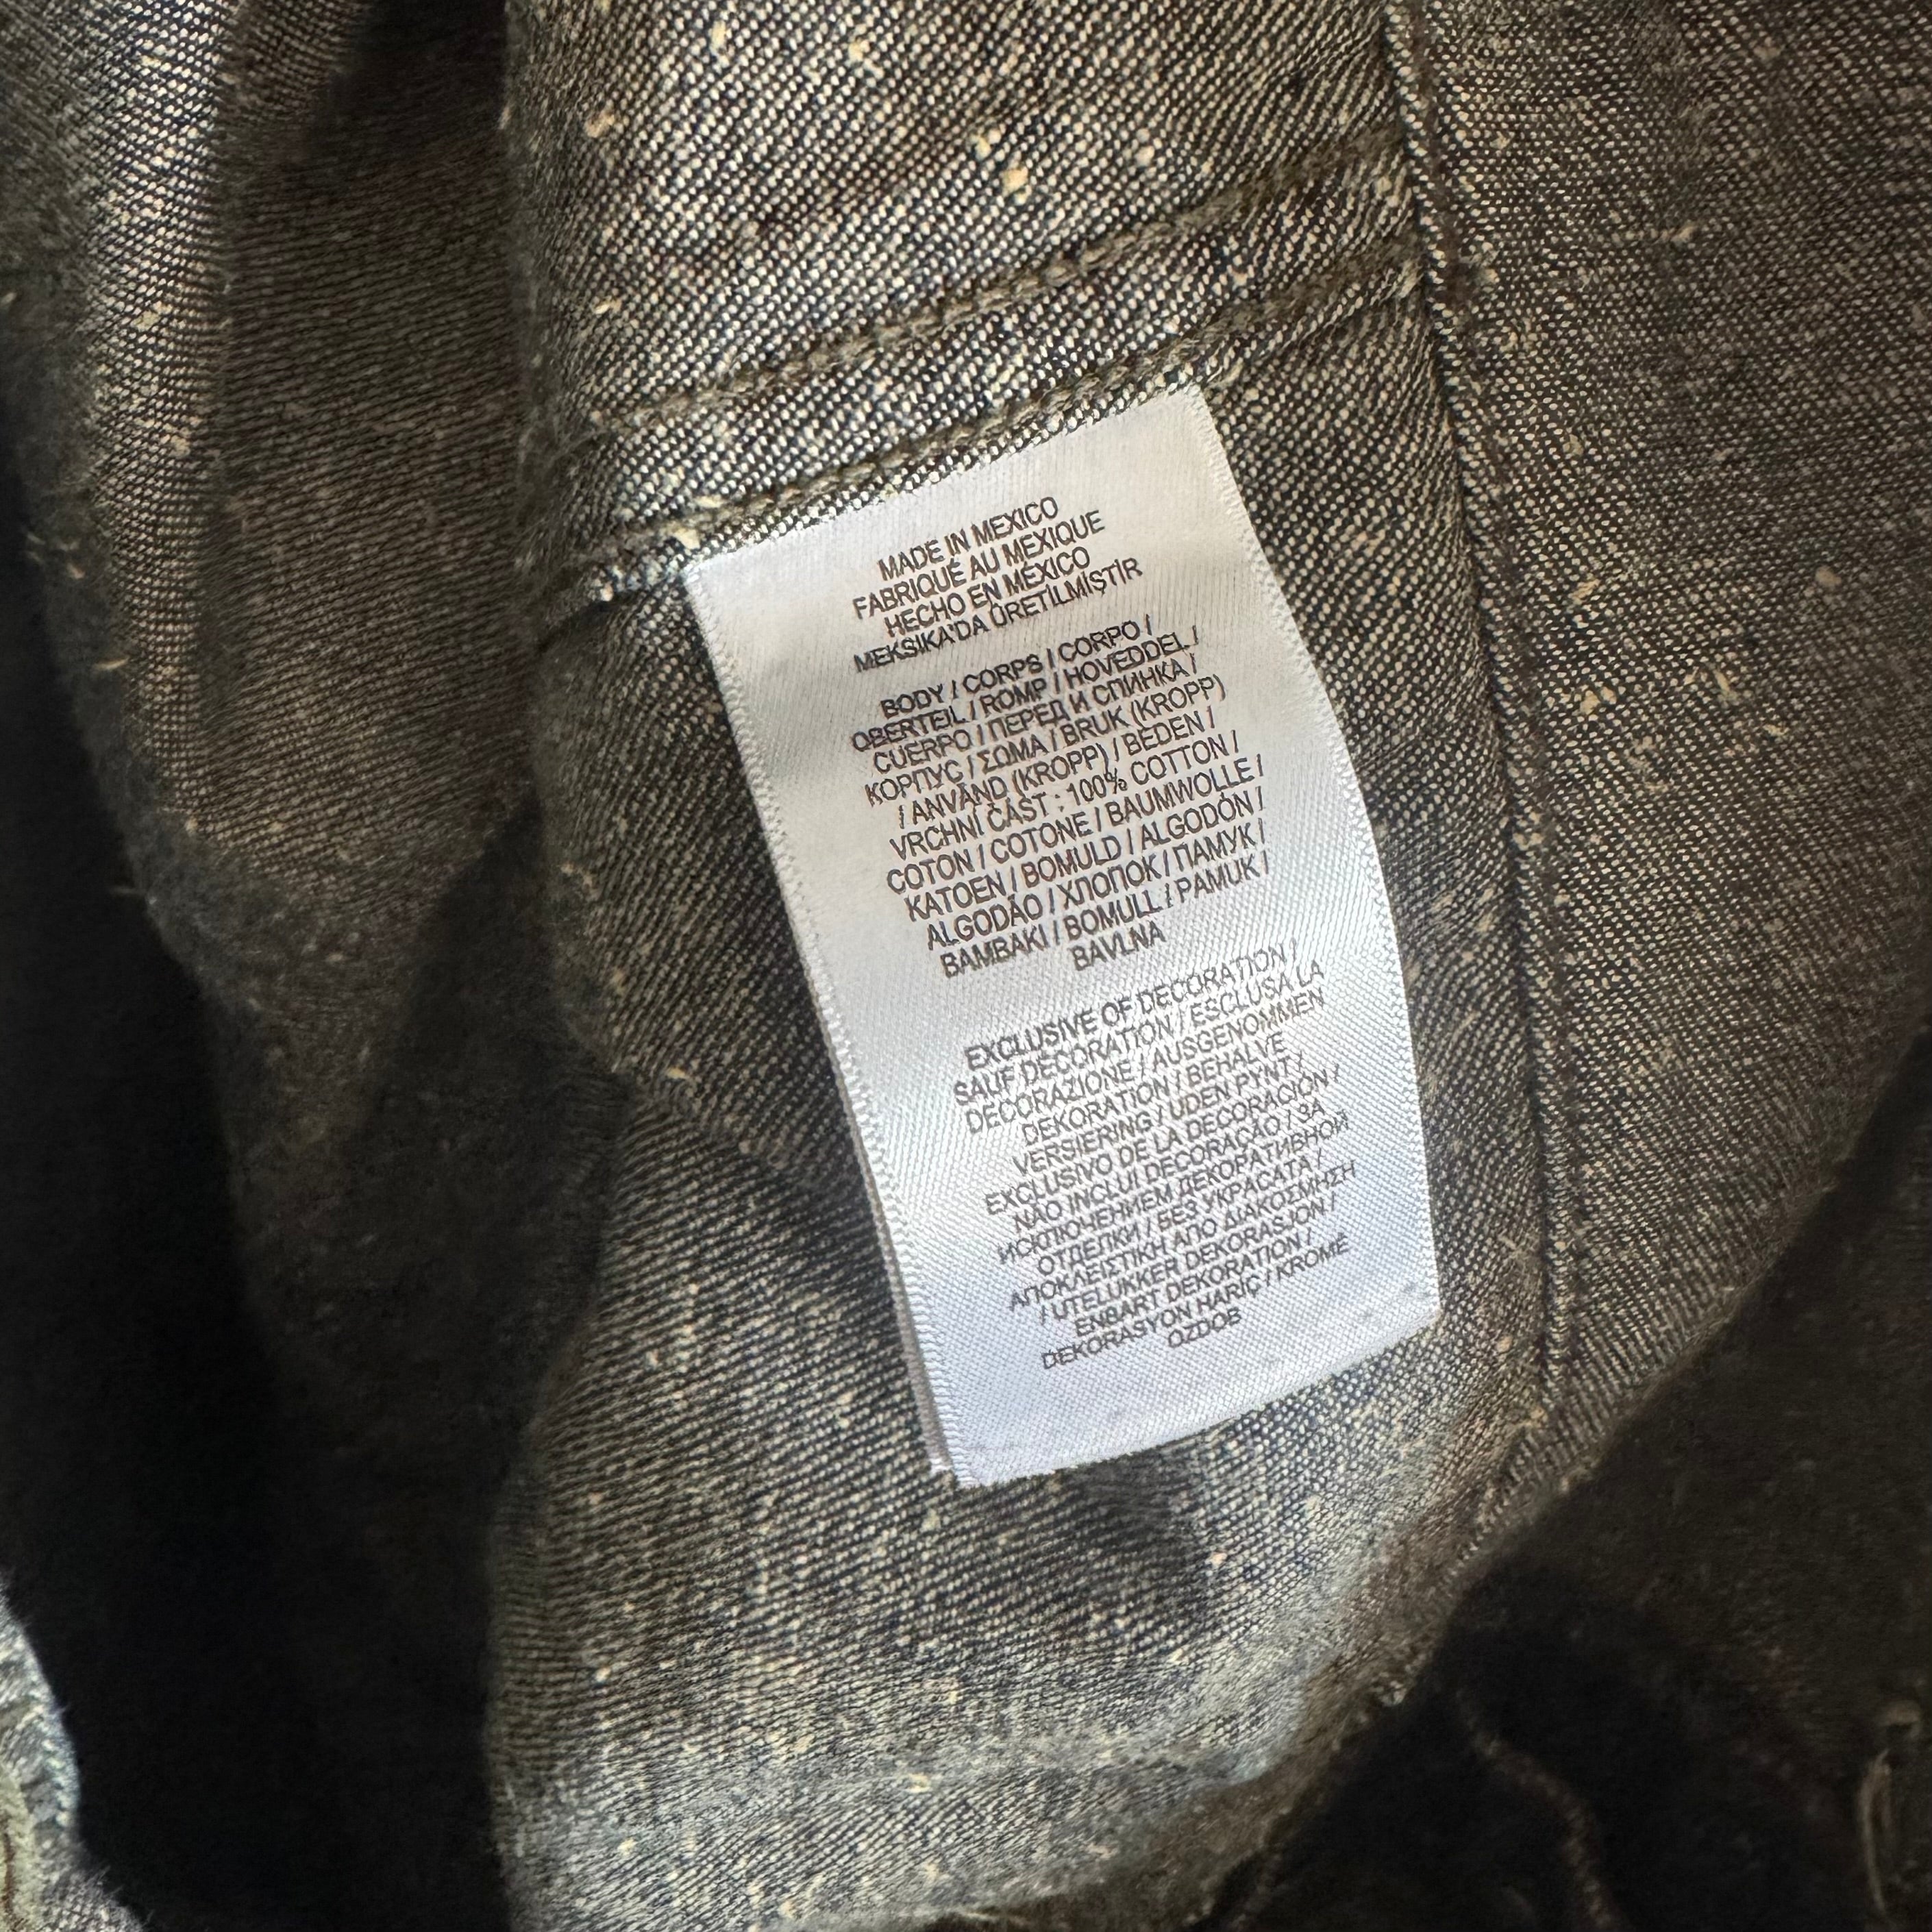 MADE IN MEXICO
FABRIQUÉ AU MEXIQUE
HECHO EN MÉXICO
MEKSIKA'DA ÜRETİLMİŞTİR
BODY / CORPS / CORPO /
OBERTEIL / ROMP / HOVEDDEL /
CUERPO / ПЕРЕД И СПИНКА /
КОРПУС / ΣΩΜΑ / BRUK (KROPP)
/ ANVÄND (KROPP) / BEDEN /
VRCHNÍ ČÁST : 100% COTTON /
COTON / COTONE / BAUMWOLLE /
KATOEN / BOMULD / ALGODÓN /
ALGODÃO / ХЛОПОК / ПАМУК /
BAMBAKI / BOMULL / PAMUK /
BAVLNA
EXCLUSIVE OF DECORATION /
SAUF DÉCORATION / ESCLUSA LA
DECORAZIONE / AUSGENOMMEN
DEKORATION / BEHALVE
VERSIERING / UDEN PYNT /
EXCLUSIVO DE LA DECORACIÓN /
NÃO INCLUI DECORAÇÃO / ЗА
ИСКЛЮЧЕНИЕМ ДЕКОРАТИВНОЙ
ОТДЕЛКИ / БЕЗ УКРАСАТА /
ΑΠΟΚΛΕΙΣΤΙΚΗ ΑΠΟ ΔΙΑΚΟΣΜΗΣΗ
/ UTELUKKER DEKORASJON /
ENBART DEKORATION /
DEKORASYON HARİÇ / KROMĚ
OZDOB